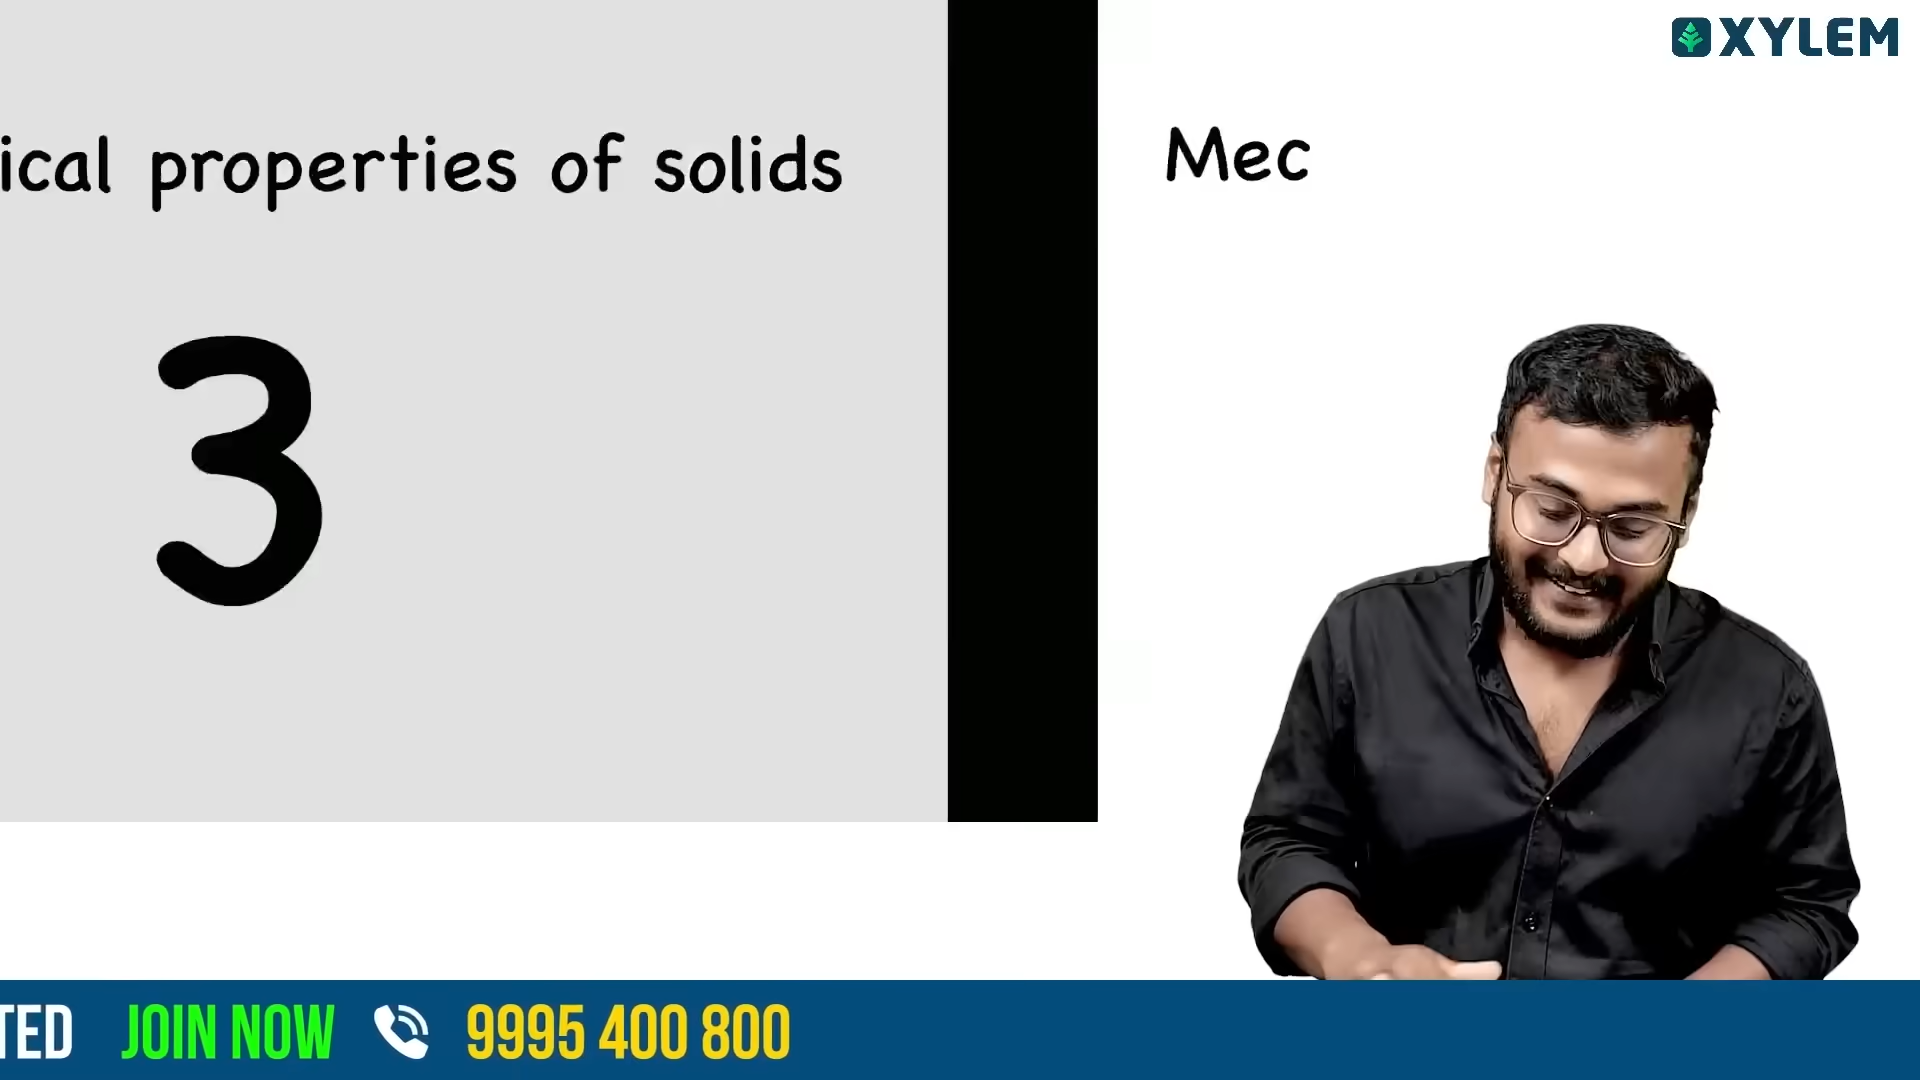 XYLEM
ical properties of solids
Mec
3
TED JOIN NOW 9995 400 800